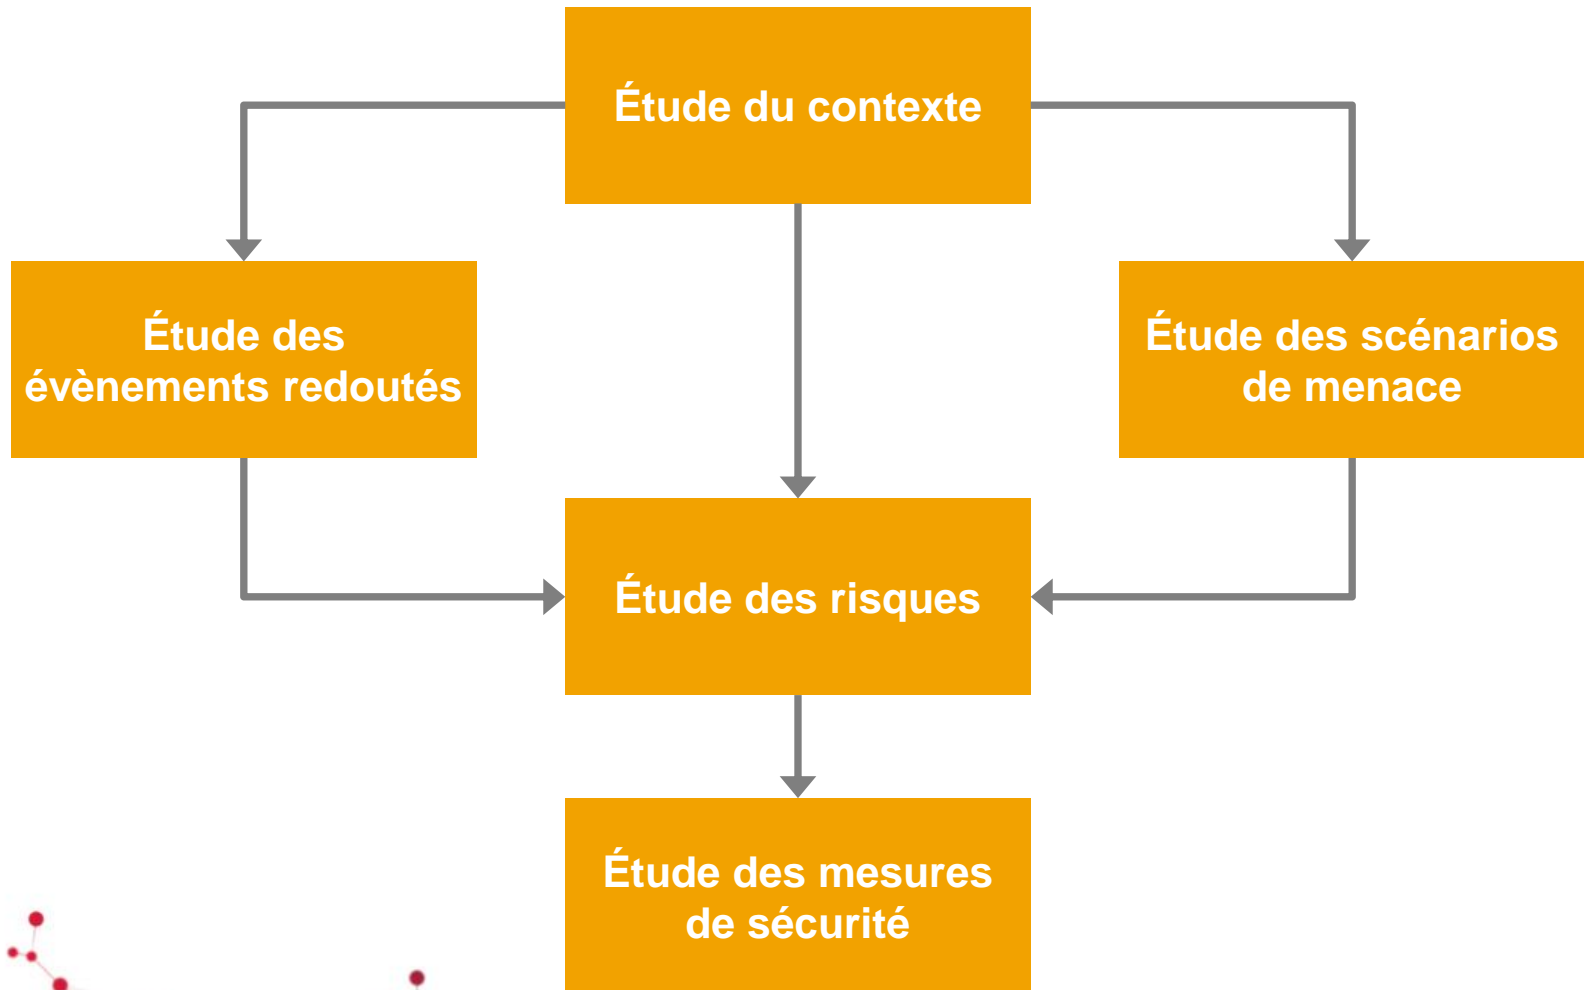 Étude du contexte
Étude des
évènements redoutés
Étude des scénarios
de menace
Étude des risques
Étude des mesures
de sécurité